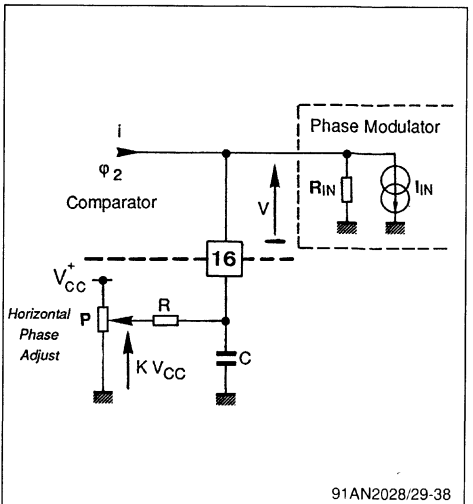 Phase Modulator
i
φ2
Comparator
V
RIN
IIN
16
V+CC
R
Horizontal
Phase
Adjust
P
K VCC
C
91AN2028/29-38